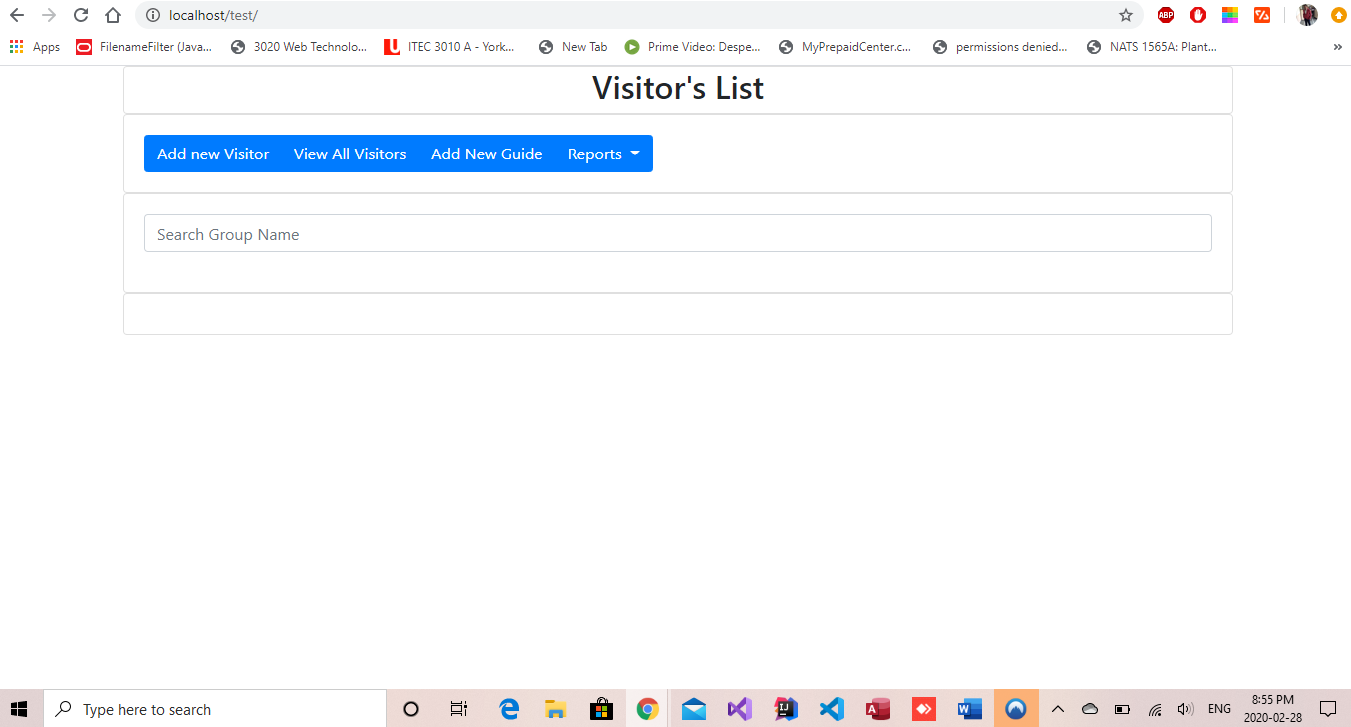 localhost/test/
ABP
Apps FilenameFilter (Java... 3020 Web Technolo... ITEC 3010 A - York... New Tab Prime Video: Despe... MyPrepaidCenter.c... permissions denied... NATS 1565A: Plant... »
Visitor's List
Add new Visitor View All Visitors Add New Guide Reports
Search Group Name
Type here to search
ENG
8:55 PM
2020-02-28